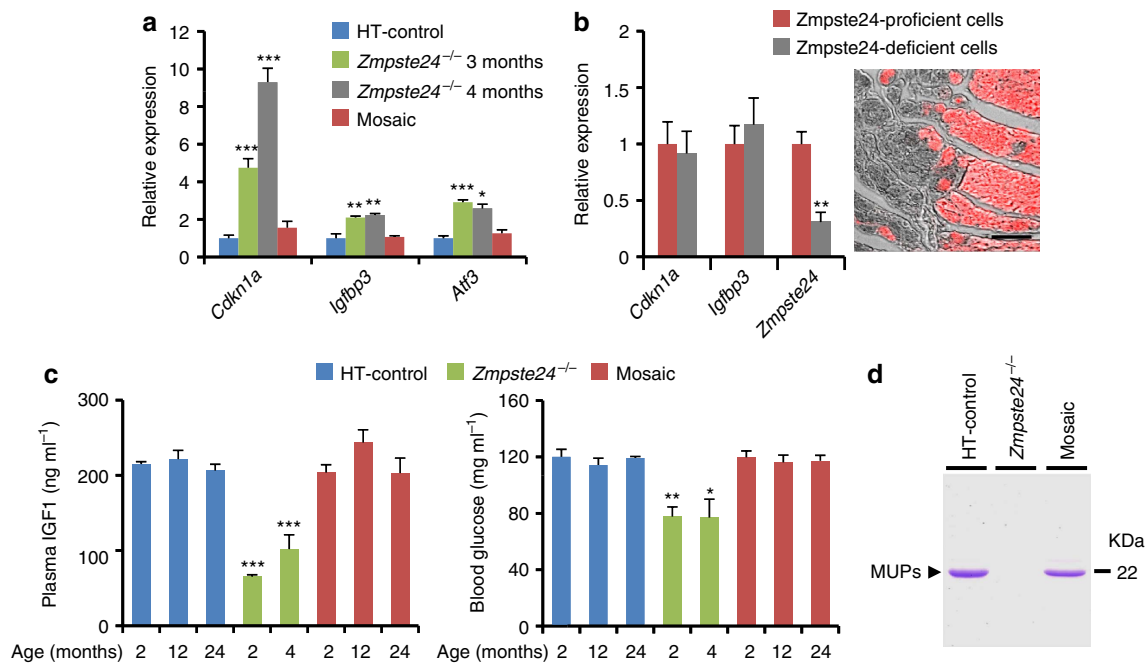 a
HT-control
Zmpste24–/– 3 months
Zmpste24–/– 4 months
Mosaic
Relative expression
12
10
8
6
4
2
0
***
***
** **
***
*
Cdkn1a
Igfbp3
Atf3
b
Zmpste24-proficient cells
Zmpste24-deficient cells
Relative expression
2
1.5
1
0.5
0
**
Cdkn1a
Igfbp3
Zmpste24
c
HT-control Zmpste24–/– Mosaic
Plasma IGF1 (ng ml–1)
300
200
100
0
***
***
Age (months) 2 12 24 2 4 2 12 24
Blood glucose (mg ml–1)
160
120
80
40
0
**
*
Age (months) 2 12 24 2 4 2 12 24
d
HT-control
Zmpste24–/–
Mosaic
KDa
MUPs
22